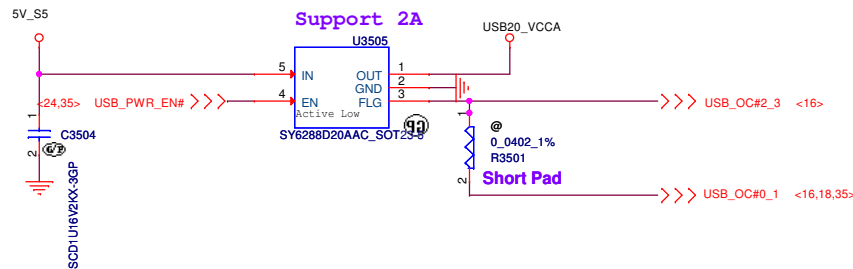 Support 2A
5V_S5
USB20_VCCA
U3505
5
IN
OUT
1
GND
2
<24,35>
USB_PWR_EN#
4
EN
FLG
3
Active Low
USB_OC#2_3
<16>
SY6288D20AAC_SOT23-5
GP
1
C3504
2
G/P
SCD1U16V2KX-3GP
1
@
0_0402_1%
R3501
2
Short Pad
USB_OC#0_1
<16,18,35>